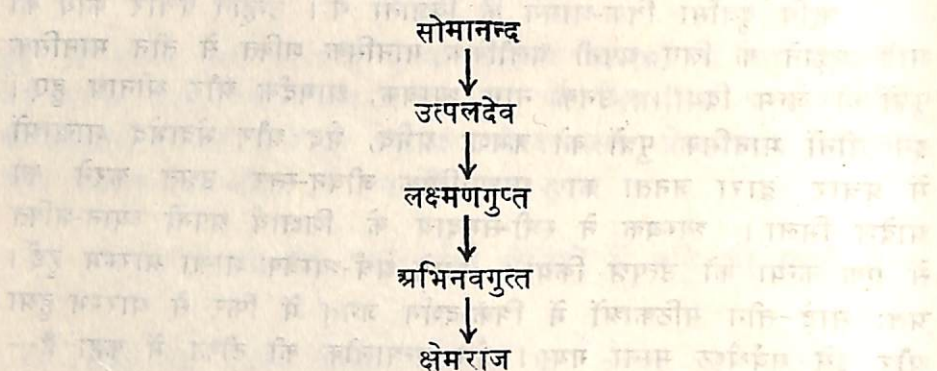 सोमानन्द
↓
उत्पलदेव
↓
लक्ष्मणगुप्त
↓
अभिनवगुत्त
↓
क्षेमराज